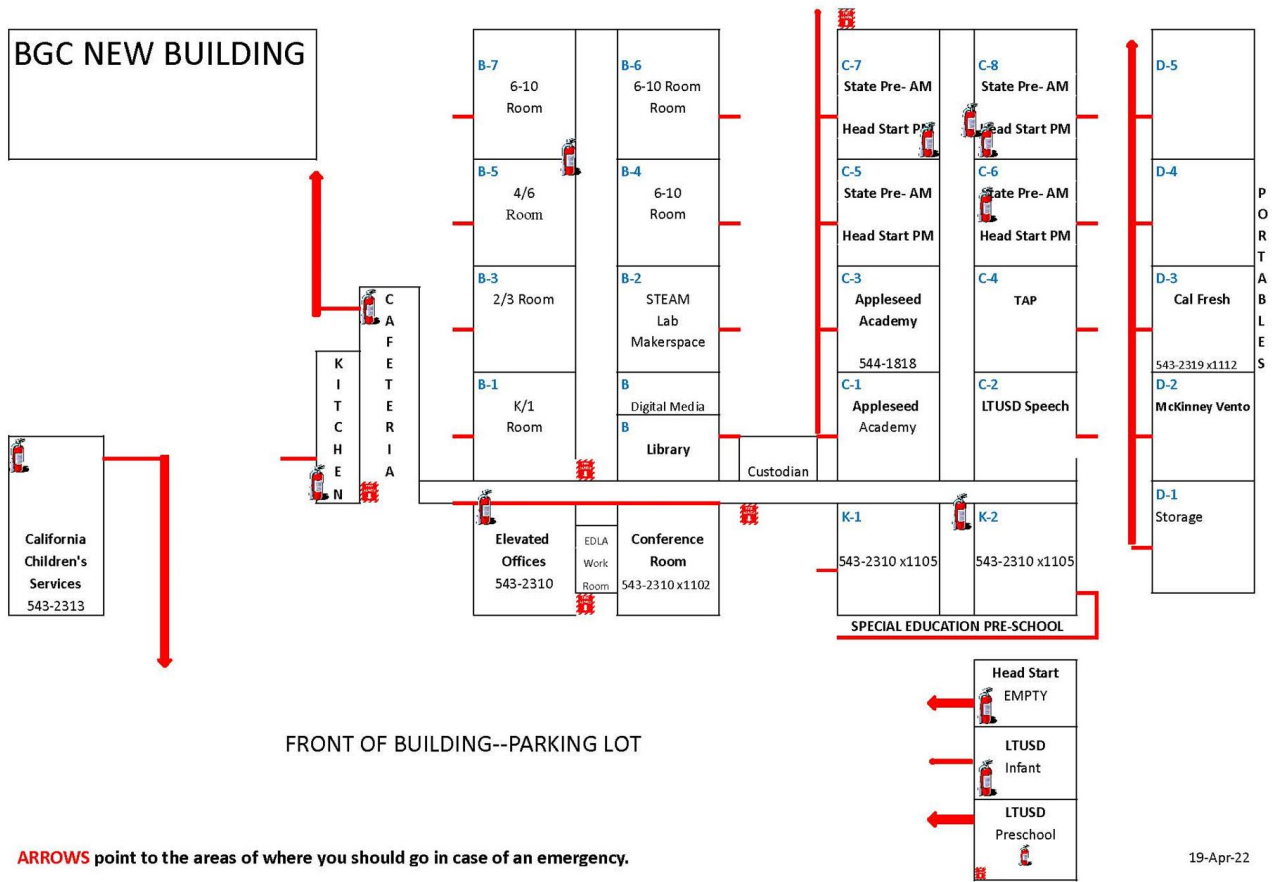 BGC NEW BUILDING
B-7
6-10
Room
B-6
6-10 Room
Room
B-5
4/6
Room
B-4
6-10
Room
B-3
2/3 Room
B-2
STEAM
Lab
Makerspace
B-1
K/1
Room
B
Digital Media
B
Library
Custodian
C-7
State Pre- AM
Head Start PM
C-8
State Pre- AM
Head Start PM
C-5
State Pre- AM
Head Start PM
C-6
State Pre- AM
Head Start PM
C-3
Appleseed
Academy
544-1818
C-4
TAP
C-1
Appleseed
Academy
C-2
LTUSD Speech
D-5
D-4
D-3
Cal Fresh
543-2319 x1112
D-2
McKinney Vento
D-1
Storage
PORTABLES
CAFETERIA
KITCHEN
California
Children's
Services
543-2313
Elevated
Offices
543-2310
EDLA
Work
Room
Conference
Room
543-2310 x1102
K-1
543-2310 x1105
K-2
543-2310 x1105
SPECIAL EDUCATION PRE-SCHOOL
Head Start
EMPTY
LTUSD
Infant
LTUSD
Preschool
FRONT OF BUILDING--PARKING LOT
ARROWS point to the areas of where you should go in case of an emergency.
19-Apr-22